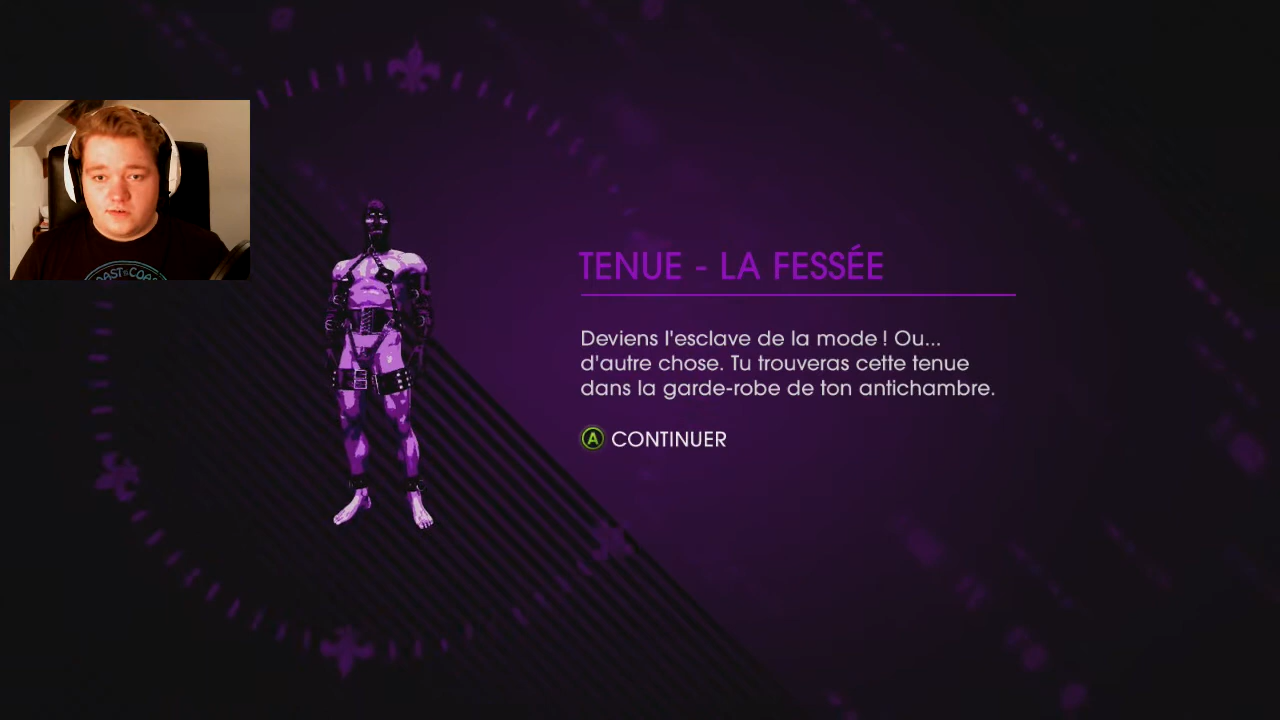 TENUE - LA FESSÉE
Deviens l'esclave de la mode ! Ou...
d'autre chose. Tu trouveras cette tenue
dans la garde-robe de ton antichambre.
A CONTINUER